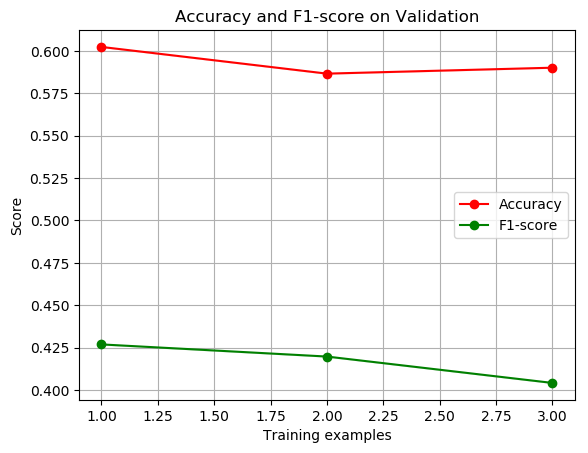 Accuracy and F1-score on Validation
0.600
0.575
0.550
0.525
0.500
0.475
0.450
0.425
0.400
Score
Accuracy
F1-score
1.00 1.25 1.50 1.75 2.00 2.25 2.50 2.75 3.00
Training examples